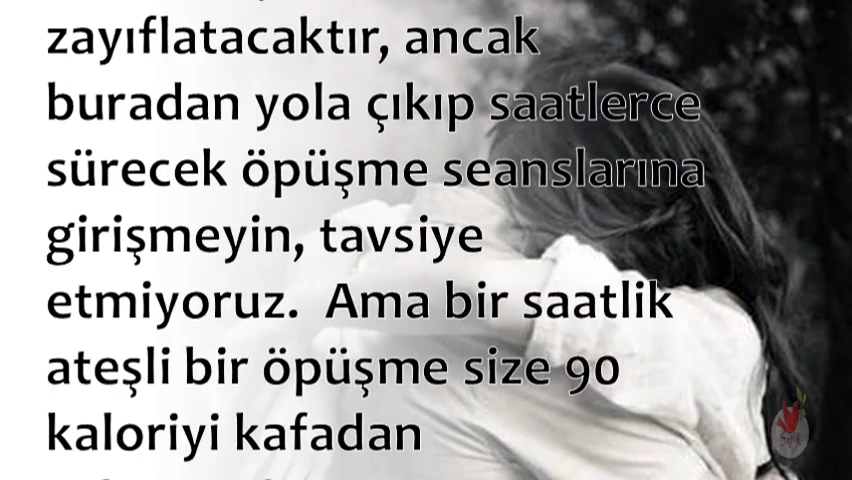 zayıflatacaktır, ancak
buradan yola çıkıp saatlerce
sürecek öpüşme seanslarına
girişmeyin, tavsiye
etmiyoruz.  Ama bir saatlik
ateşli bir öpüşme size 90
kaloriyi kafadan